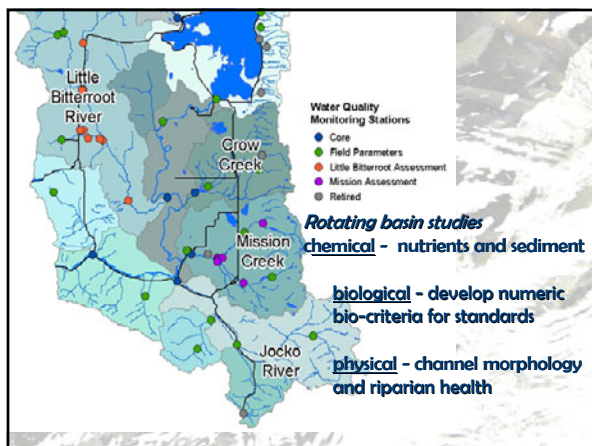 Little
Bitterroot
River
Water Quality
Monitoring Stations
Core
Field Parameters
Little Bitterroot Assessment
Mission Assessment
Retired
Crow
Creek
Rotating basin studies
chemical - nutrients and sediment
Mission
Creek
biological - develop numeric
bio-criteria for standards
Jocko
River
physical - channel morphology
and riparian health